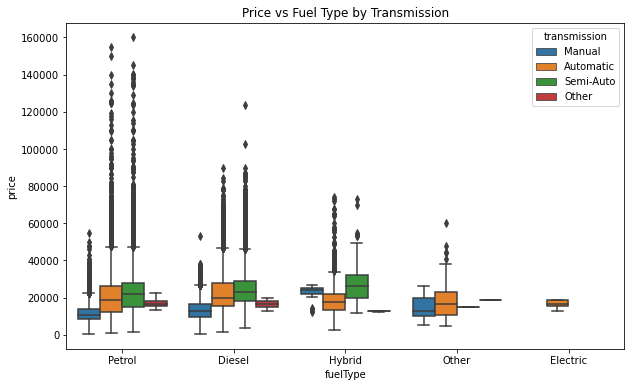 Price vs Fuel Type by Transmission
transmission
Manual
Automatic
Semi-Auto
Other
price
160000
140000
120000
100000
80000
60000
40000
20000
0
Petrol
Diesel
Hybrid
Other
Electric
fuelType